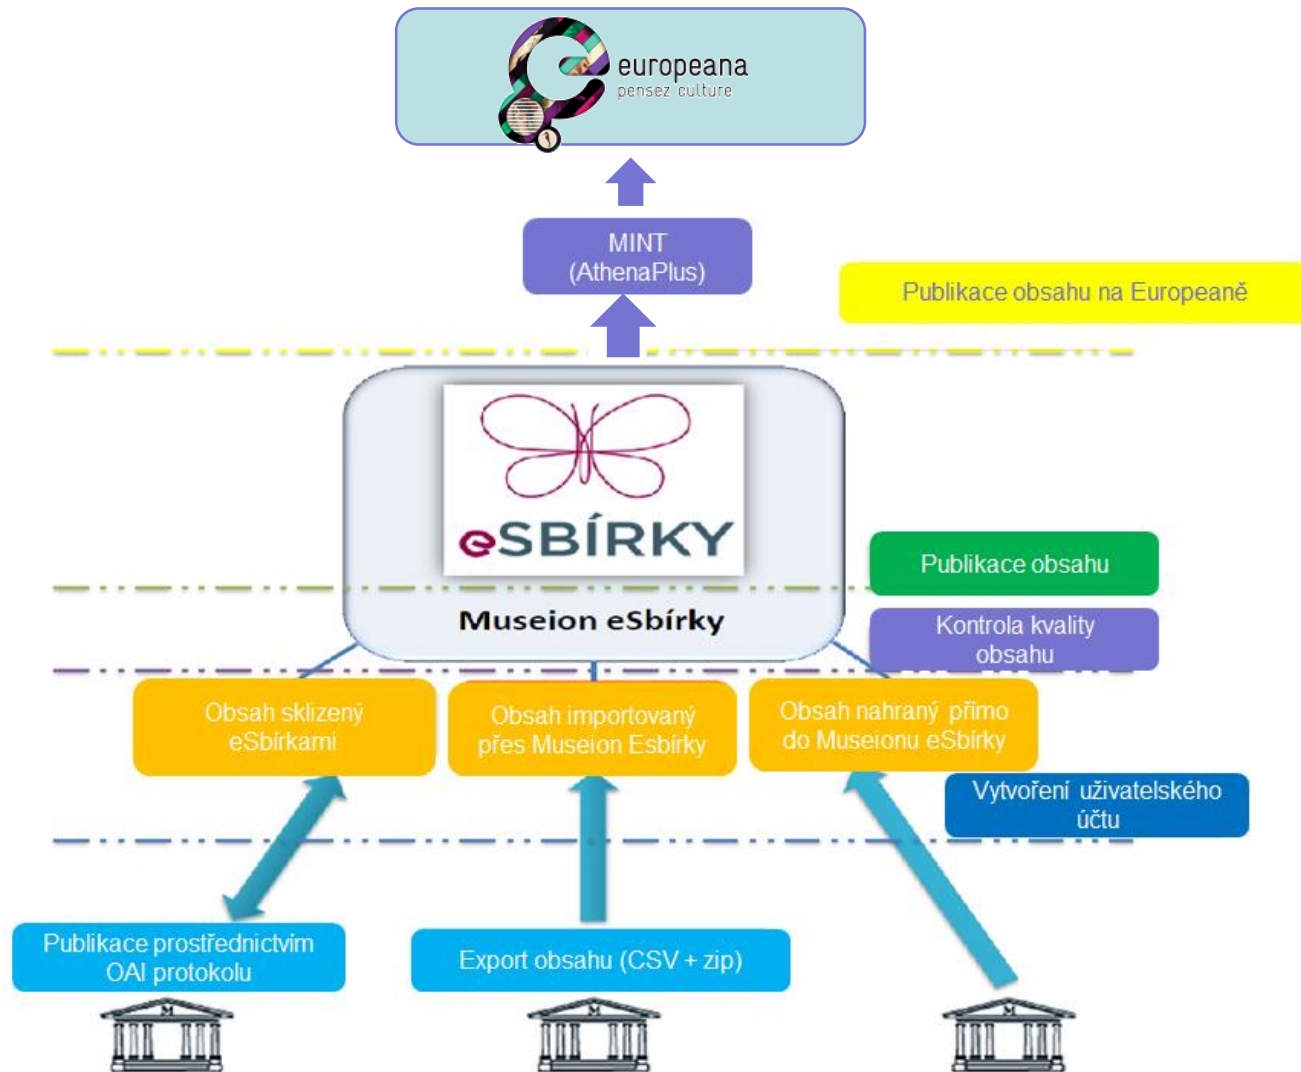 europeana
pensez culture
MINT
(AthenaPlus)
Publikace obsahu na Europeaně
eSBÍRKY
Publikace obsahu
Museion eSbírky
Kontrola kvality
obsahu
Obsah sklizený
eSbírkami
Obsah importovaný
přes Museion Esbírky
Obsah nahraný přímo
do Museionu eSbírky
Vytvoření uživatelského
účtu
Publikace prostřednictvím
OAI protokolu
Export obsahu (CSV + zip)
M
M
M